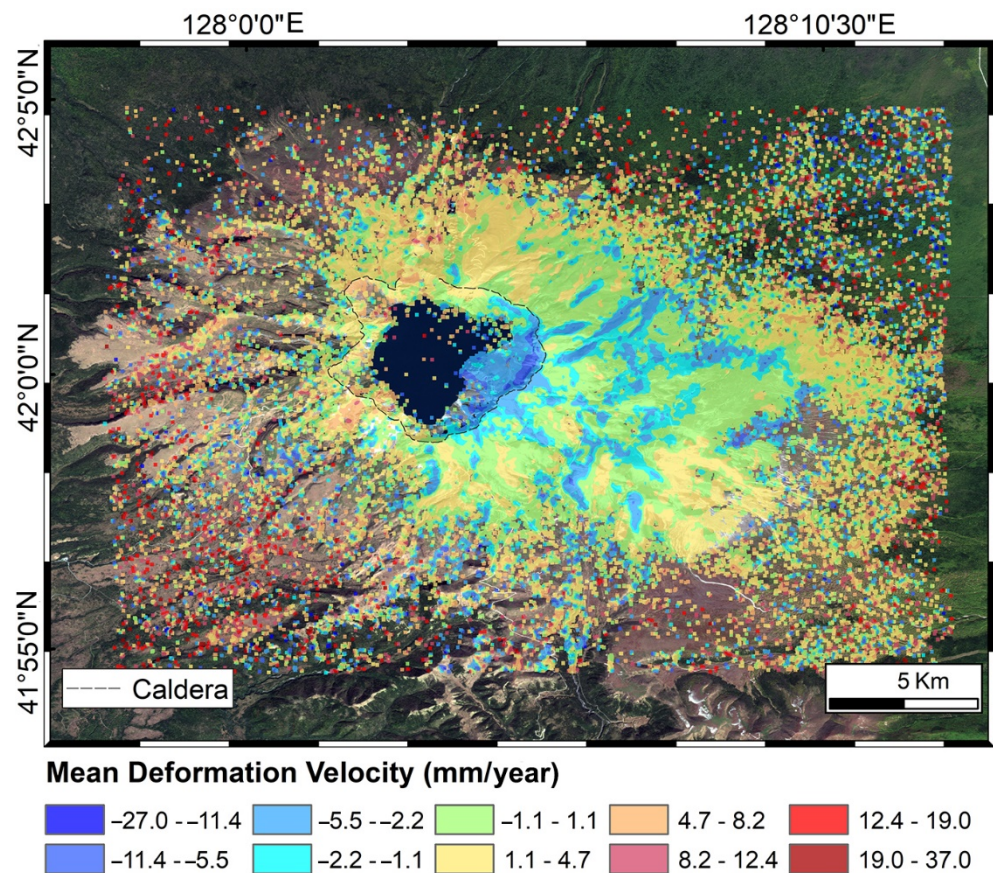 128°0'0"E 128°10'30"E
42°5'0"N
42°0'0"N
41°55'0"N
Caldera
5 Km
Mean Deformation Velocity (mm/year)
–27.0 - –11.4 –5.5 - –2.2 –1.1 - 1.1 4.7 - 8.2 12.4 - 19.0
–11.4 - –5.5 –2.2 - –1.1 1.1 - 4.7 8.2 - 12.4 19.0 - 37.0